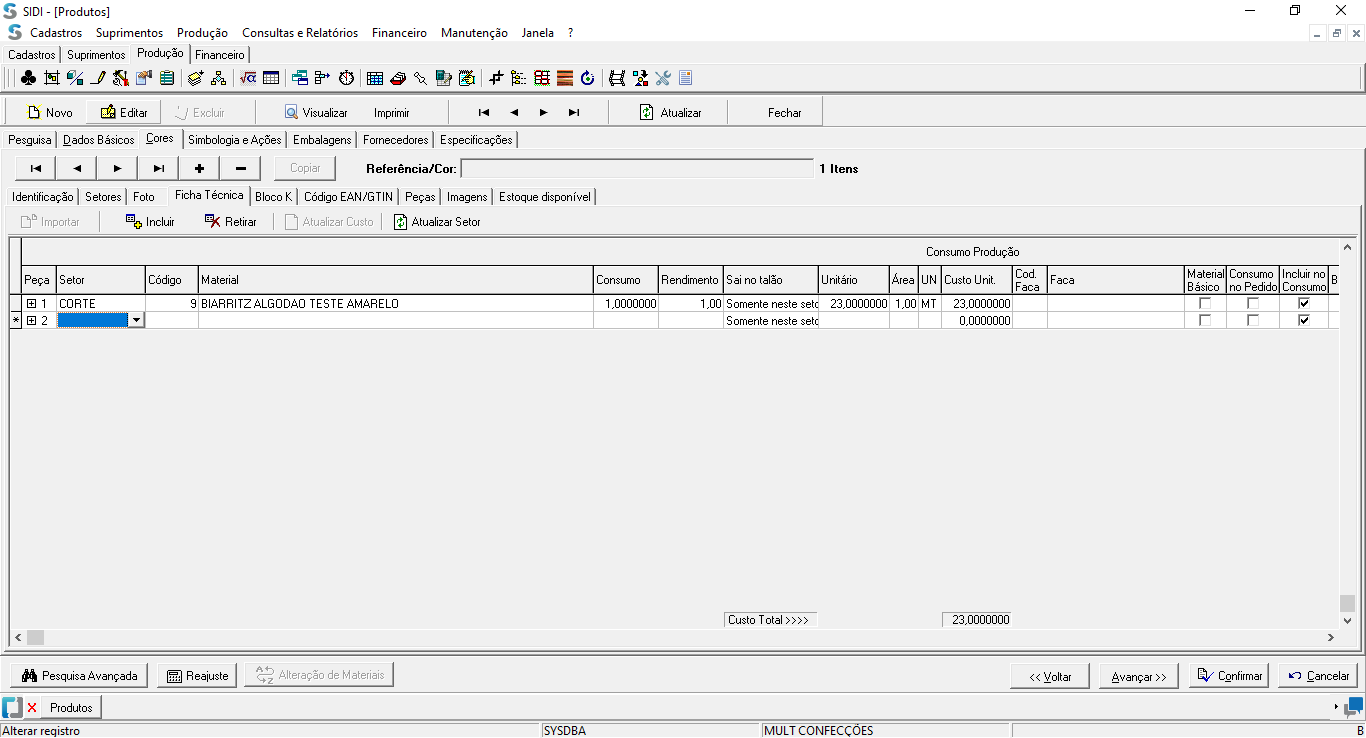 SIDI - [Produtos]
Cadastros Suprimentos Produção Consultas e Relatórios Financeiro Manutenção Janela ?
Cadastros Suprimentos Produção Financeiro
Novo Editar Excluir Visualizar Imprimir Atualizar Fechar
Pesquisa Dados Básicos Cores Simbologia e Ações Embalagens Fornecedores Especificações
Copiar Referência/Cor: 1 Itens
Identificação Setores Foto Ficha Técnica Bloco K Código EAN/GTIN Peças Imagens Estoque disponível
Importar Incluir Retirar Atualizar Custo Atualizar Setor
Consumo Produção
Peça Setor Código Material Consumo Rendimento Sai no talão Unitário Área UN Custo Unit. Cod. Faca Faca Material Básico Consumo no Pedido Incluir no Consumo B
1 CORTE 9 BIARRITZ ALGODAO TESTE AMARELO 1,0000000 1,00 Somente neste seto 23,0000000 1,00 MT 23,0000000
* 2 Somente neste seto 0,0000000
Custo Total >>>> 23,0000000
Pesquisa Avançada Reajuste Alteração de Materiais << Voltar Avançar >> Confirmar Cancelar
Produtos
Alterar registro SYSDBA MULT CONFECÇÕES B